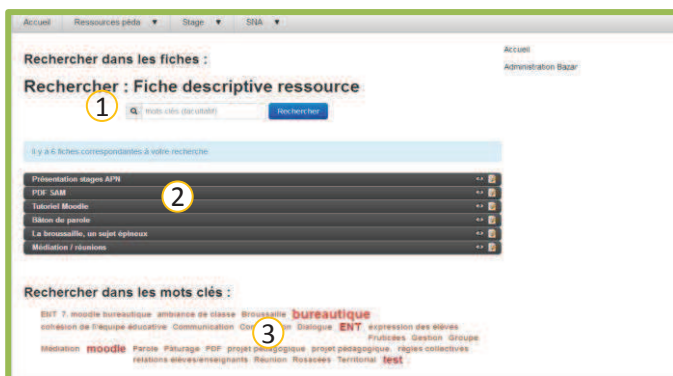 Accueil Ressources péda ▼ Stage ▼ SNA ▼
Accueil
Administration Bazar
Rechercher dans les fiches :
Rechercher : Fiche descriptive ressource
1
mots clés (facultatif) Rechercher
Il y a 6 fiches correspondantes à votre recherche.
Présentation stages APN
PDF SAM
2
Tutoriel Moodle
Bâton de parole
La broussaille, un sujet épineux
Médiation / réunions
Rechercher dans les mots clés :
ENT 7. moodle bureautique ambiance de classe Broussaille bureautique
cohésion de l'équipe éducative Communication Dialogue ENT expression des élèves
3
Fruticées Gestion Groupe
Médiation moodle Parole Pâturage PDF projet pédagogique projet pédagogique. règles collectives
relations élèves/enseignants Réunion Rosacées Territorial test